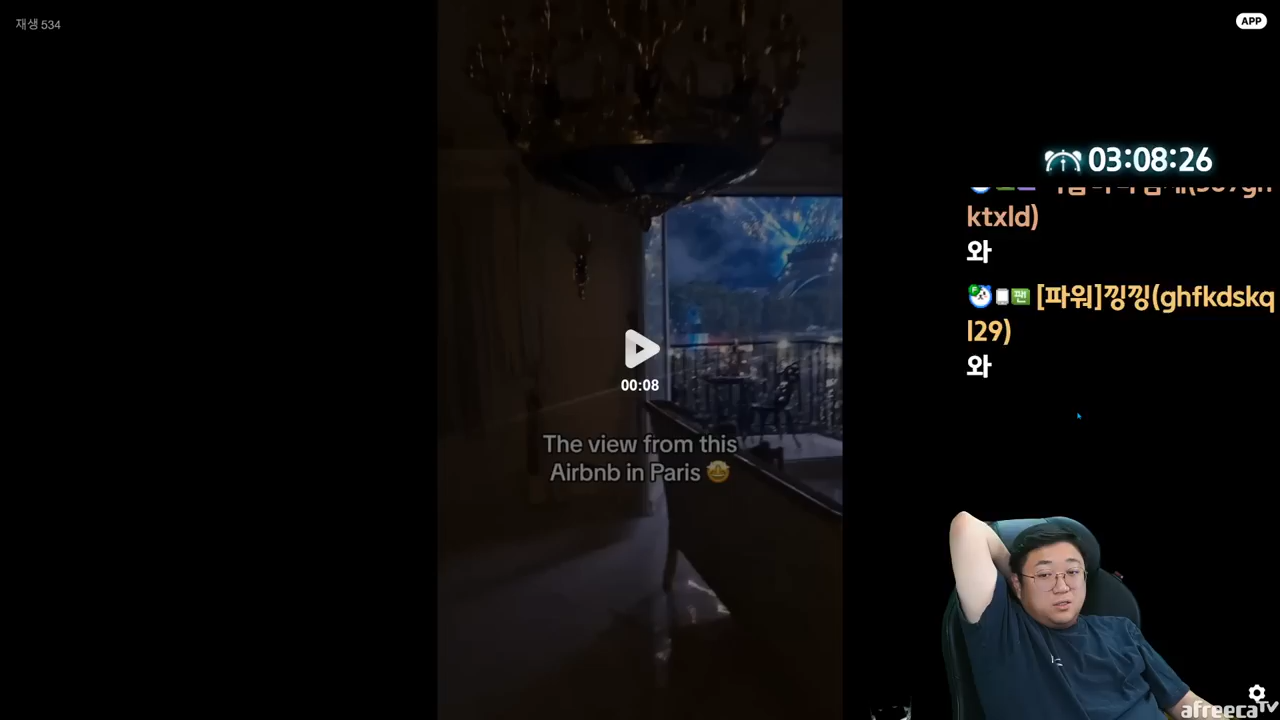 재생 534
APP
03:08:26
ktxld)
와
[파워]낑낑(ghfkdskq
l29)
와
00:08
The view from this
Airbnb in Paris 🤩
afreecaTV